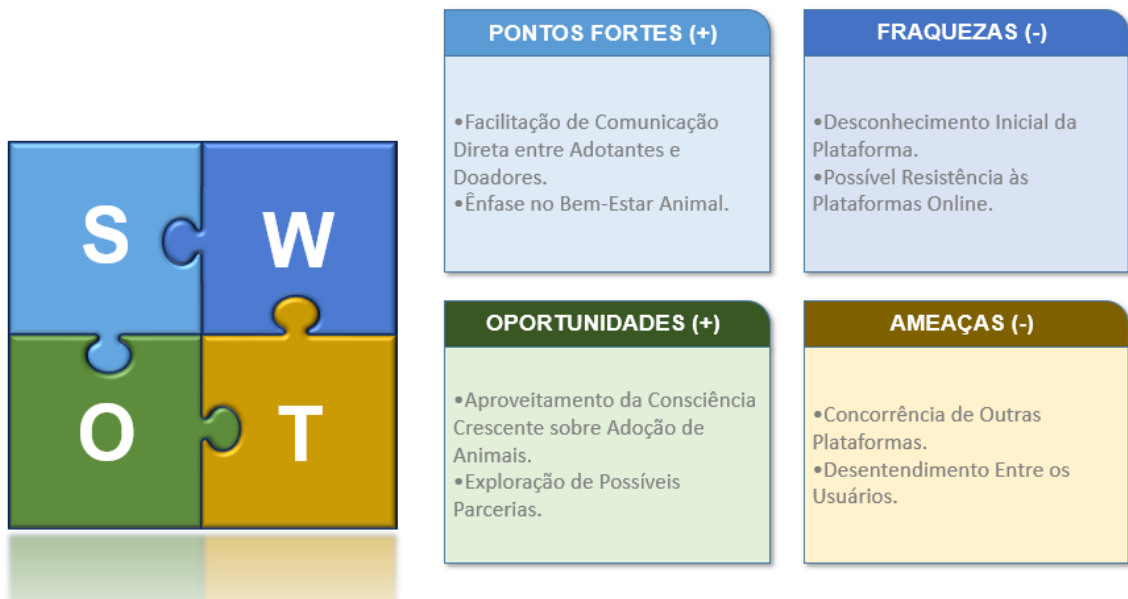 S
W
O
T
PONTOS FORTES (+)
•Facilitação de Comunicação
Direta entre Adotantes e
Doadores.
•Ênfase no Bem-Estar Animal.
FRAQUEZAS (-)
•Desconhecimento Inicial da
Plataforma.
•Possível Resistência às
Plataformas Online.
OPORTUNIDADES (+)
•Aproveitamento da Consciência
Crescente sobre Adoção de
Animais.
•Exploração de Possíveis
Parcerias.
AMEAÇAS (-)
•Concorrência de Outras
Plataformas.
•Desentendimento Entre os
Usuários.